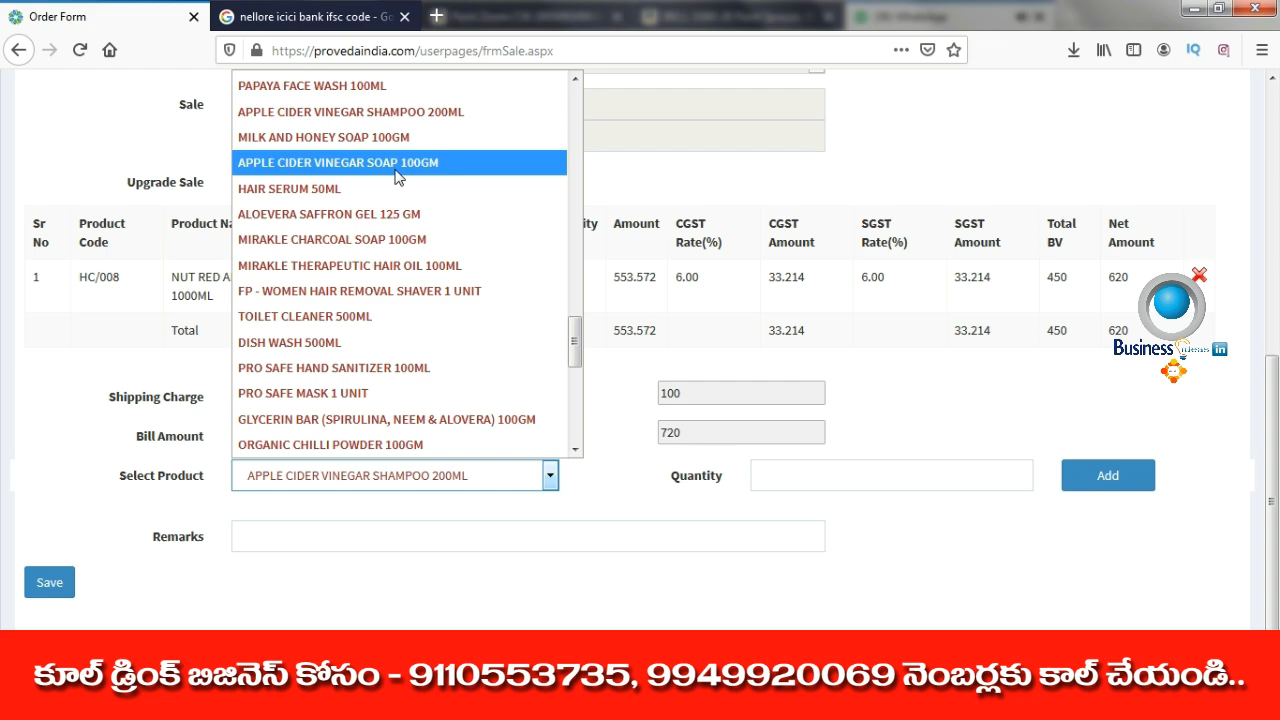 Order Form
nellore icici bank ifsc code - Go
https://provedaindia.com/userpages/frmSale.aspx
Sale
Upgrade Sale
PAPAYA FACE WASH 100ML
APPLE CIDER VINEGAR SHAMPOO 200ML
MILK AND HONEY SOAP 100GM
APPLE CIDER VINEGAR SOAP 100GM
HAIR SERUM 50ML
ALOEVERA SAFFRON GEL 125 GM
MIRAKLE CHARCOAL SOAP 100GM
MIRAKLE THERAPEUTIC HAIR OIL 100ML
FP - WOMEN HAIR REMOVAL SHAVER 1 UNIT
TOILET CLEANER 500ML
DISH WASH 500ML
PRO SAFE HAND SANITIZER 100ML
PRO SAFE MASK 1 UNIT
GLYCERIN BAR (SPIRULINA, NEEM & ALOVERA) 100GM
ORGANIC CHILLI POWDER 100GM
Sr No Product Code Product Na ity Amount CGST Rate(%) CGST Amount SGST Rate(%) SGST Amount Total BV Net Amount
1 HC/008 NUT RED A 1000ML 553.572 6.00 33.214 6.00 33.214 450 620
Total 553.572 33.214 33.214 450 620
Business ideas in
Shipping Charge 100
Bill Amount 720
Select Product APPLE CIDER VINEGAR SHAMPOO 200ML Quantity Add
Remarks
Save
కూల్ డ్రింక్ బిజినెస్ కోసం - 9110553735, 9949920069 నెంబర్లకు కాల్ చేయండి..